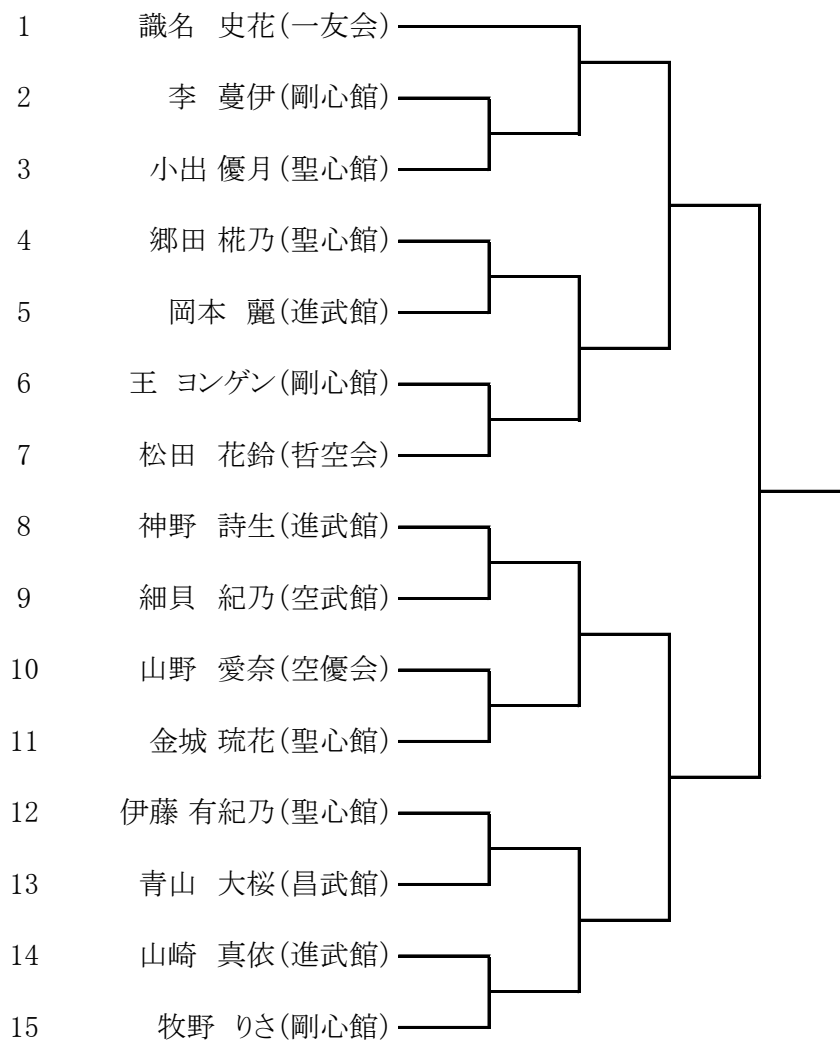 1 識名 史花(一友会)
2 李 蔓伊(剛心館)
3 小出 優月(聖心館)
4 郷田 椛乃(聖心館)
5 岡本 麗(進武館)
6 王 ヨンゲン(剛心館)
7 松田 花鈴(哲空会)
8 神野 詩生(進武館)
9 細貝 紀乃(空武館)
10 山野 愛奈(空優会)
11 金城 琉花(聖心館)
12 伊藤 有紀乃(聖心館)
13 青山 大桜(昌武館)
14 山崎 真依(進武館)
15 牧野 りさ(剛心館)